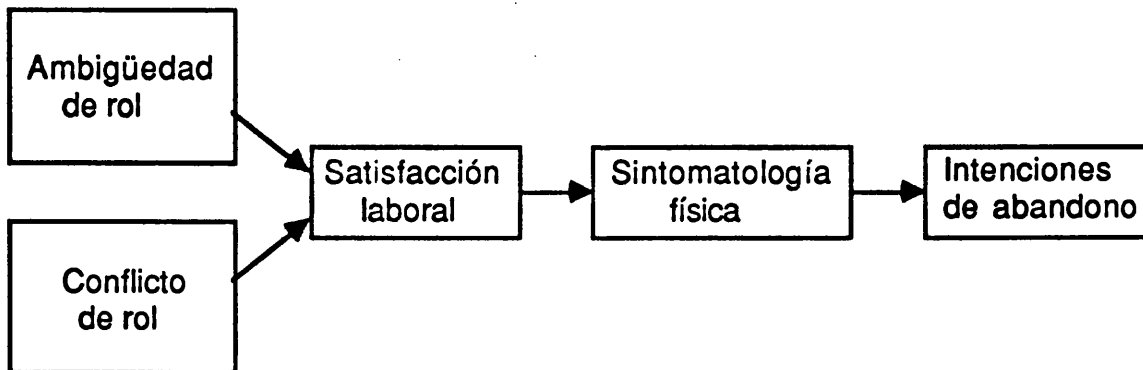 Ambigüedad
de rol
Satisfacción
laboral
Sintomatología
física
Intenciones
de abandono
Conflicto
de rol